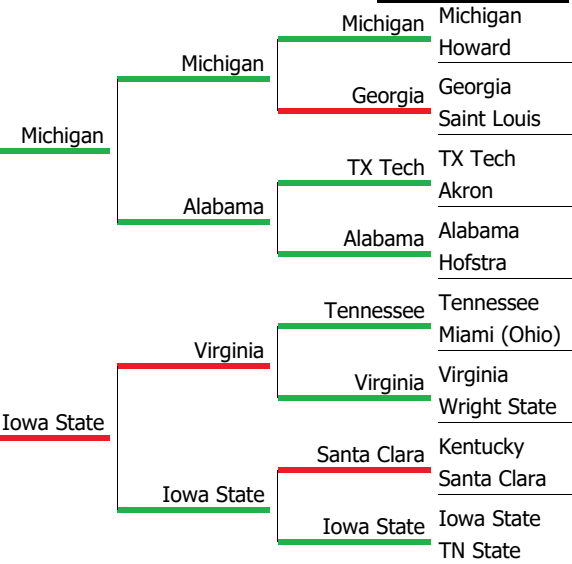 Michigan
Howard
Georgia
Saint Louis
TX Tech
Akron
Alabama
Hofstra
Tennessee
Miami (Ohio)
Virginia
Wright State
Kentucky
Santa Clara
Iowa State
TN State
Michigan
Georgia
TX Tech
Alabama
Tennessee
Virginia
Santa Clara
Iowa State
Michigan
Alabama
Virginia
Iowa State
Michigan
Iowa State